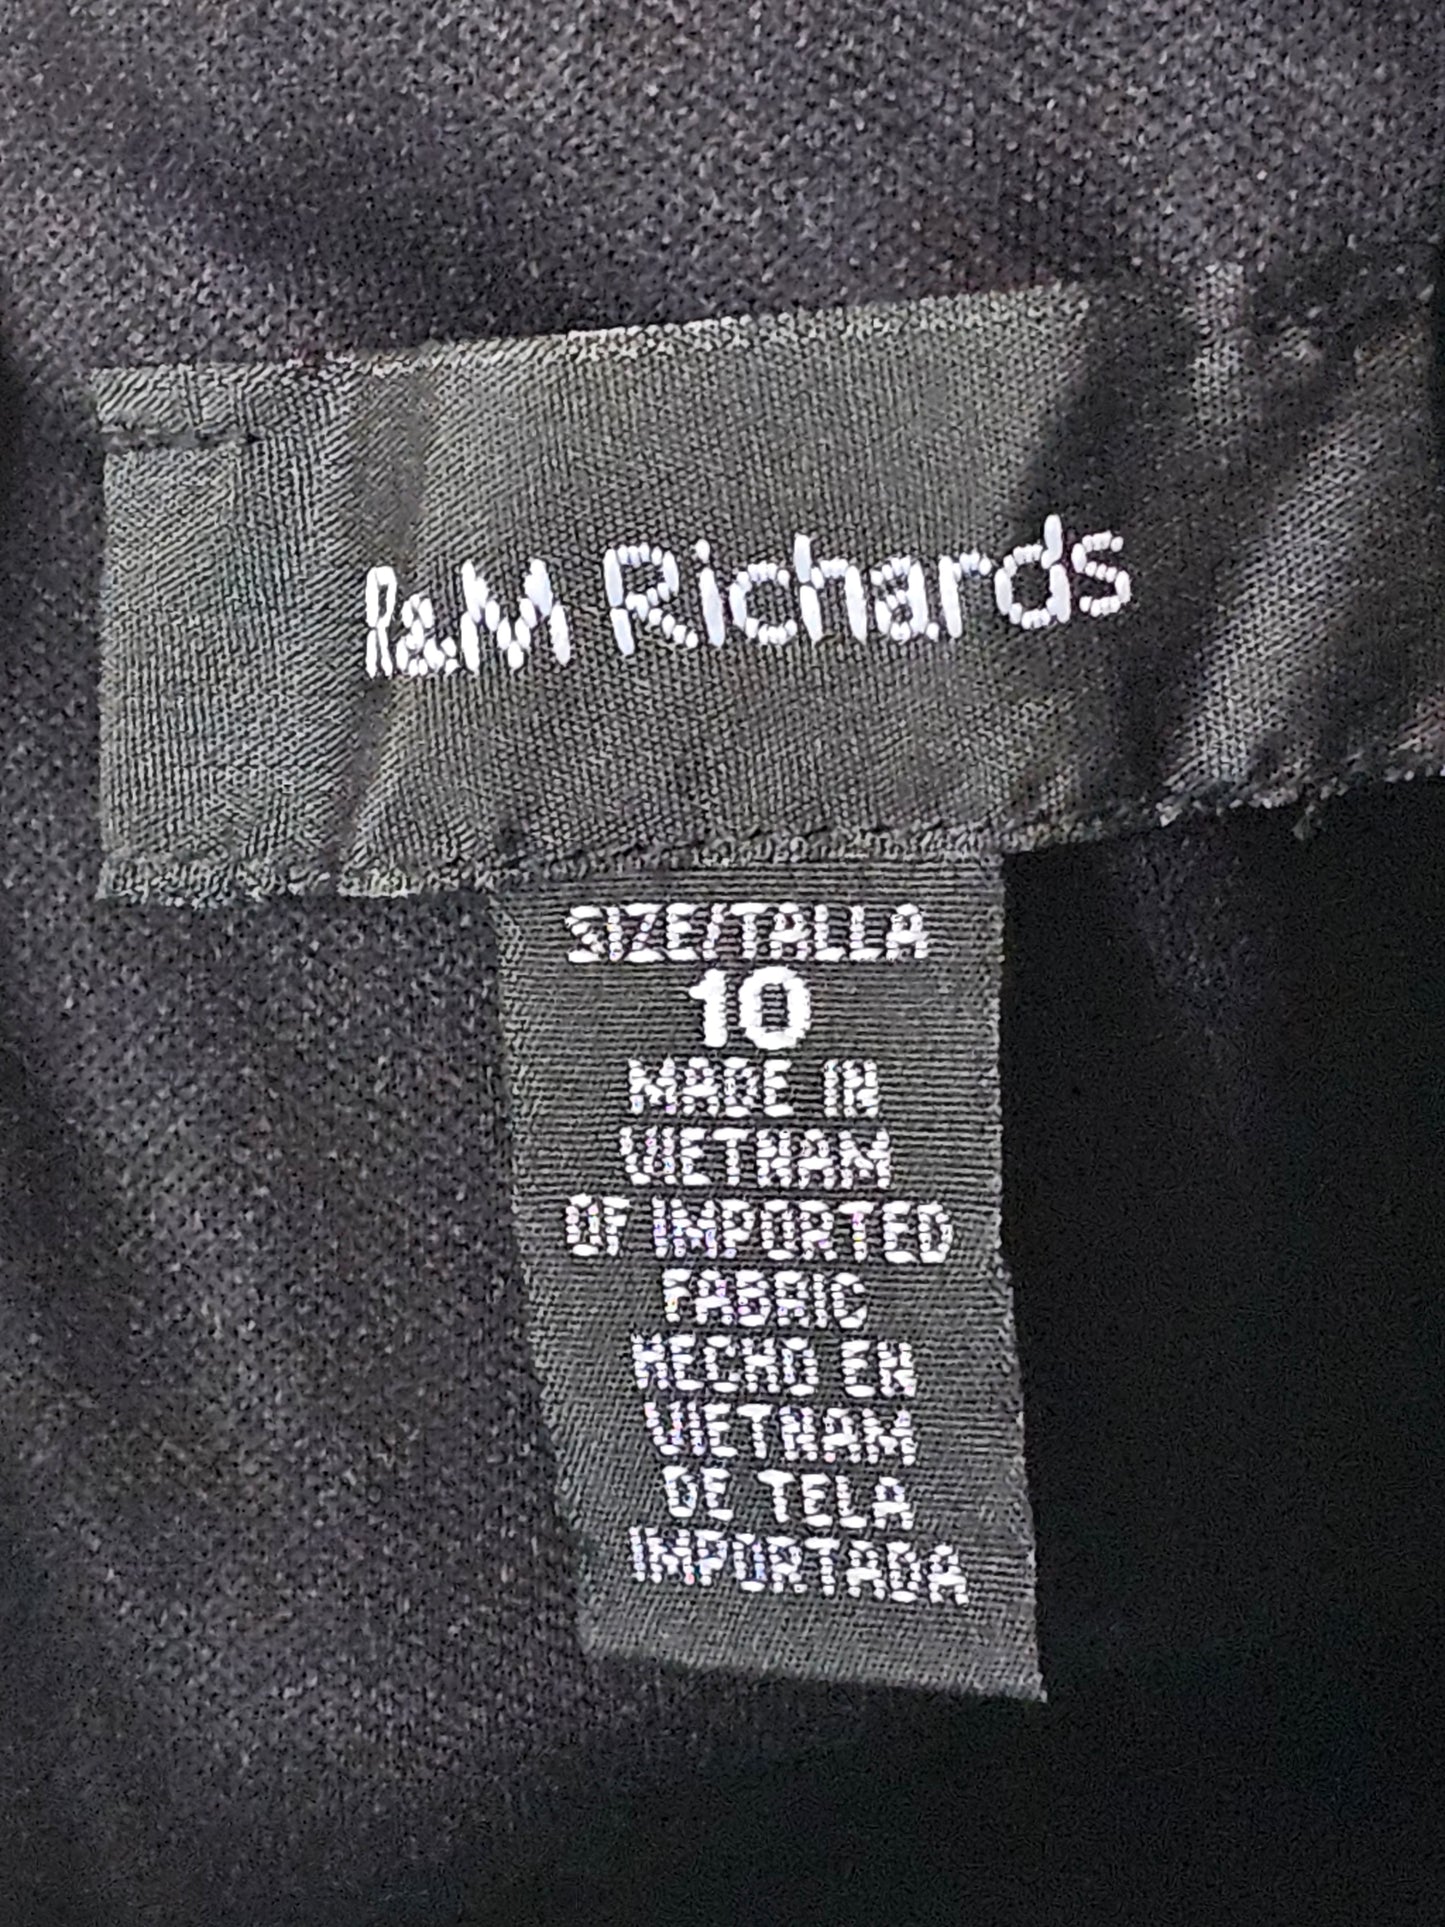 R&M Richards
SIZE/TALLA
10
MADE IN
VIETNAM
OF IMPORTED
FABRIC
HECHO EN
VIETNAM
DE TELA
IMPORTADA